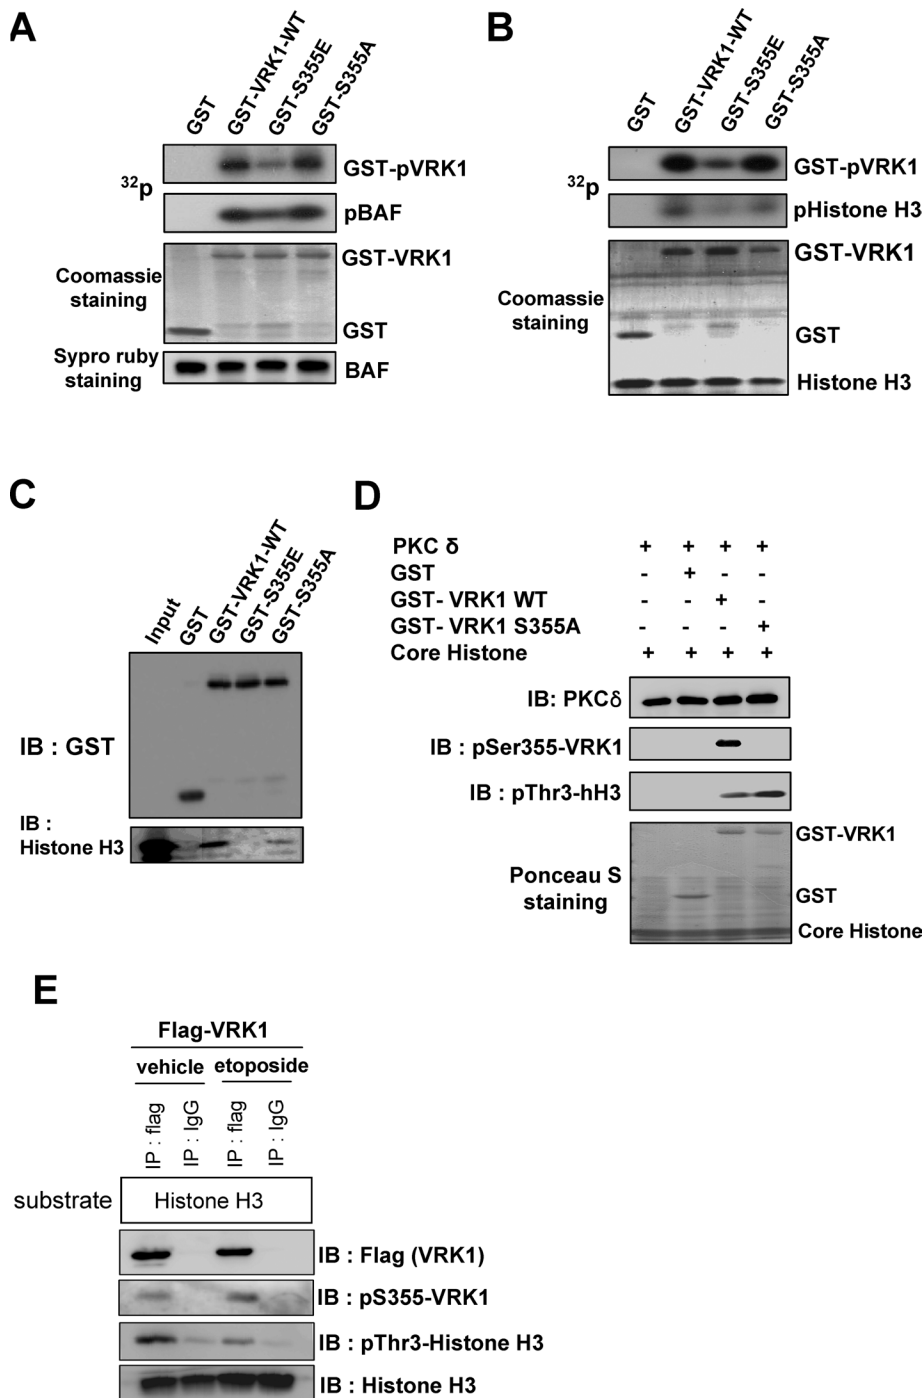 A
GST
GST-VRK1-WT
GST-S355E
GST-S355A
32p
GST-pVRK1
pBAF
Coomassie
staining
GST-VRK1
GST
Sypro ruby
staining
BAF
B
GST
GST-VRK1-WT
GST-S355E
GST-S355A
32p
GST-pVRK1
pHistone H3
Coomassie
staining
GST-VRK1
GST
Histone H3
C
Input
GST
GST-VRK1-WT
GST-S355E
GST-S355A
IB : GST
IB :
Histone H3
D
PKC δ + + + +
GST - + - -
GST- VRK1 WT - - + -
GST- VRK1 S355A - - - +
Core Histone + + + +
IB: PKCδ
IB : pSer355-VRK1
IB : pThr3-hH3
Ponceau S
staining
GST-VRK1
GST
Core Histone
E
Flag-VRK1
vehicle etoposide
IP : flag
IP : IgG
IP : flag
IP : IgG
substrate Histone H3
IB : Flag (VRK1)
IB : pS355-VRK1
IB : pThr3-Histone H3
IB : Histone H3